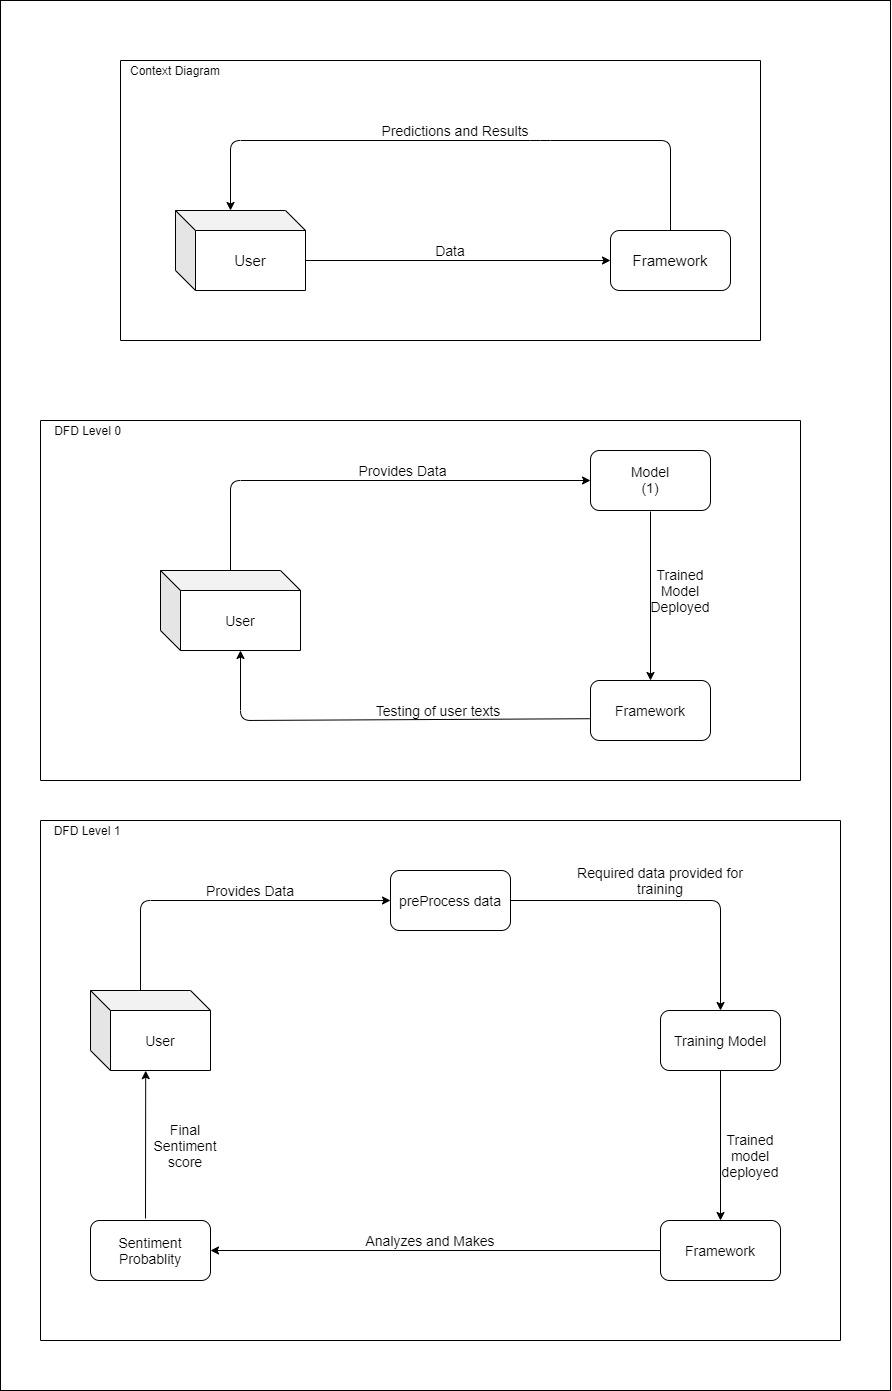 Context Diagram
Predictions and Results
User
Data
Framework
DFD Level 0
Provides Data
Model
(1)
Trained
Model
Deployed
User
Testing of user texts
Framework
DFD Level 1
Provides Data
preProcess data
Required data provided for
training
User
Training Model
Final
Sentiment
score
Trained
model
deployed
Sentiment
Probablity
Analyzes and Makes
Framework